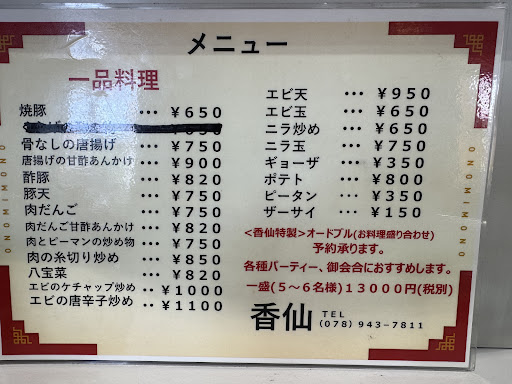 メニュー
一品料理
焼豚 … ¥650
骨なしの唐揚げ … ¥750
唐揚げの甘酢あんかけ … ¥900
酢豚 … ¥820
豚天 … ¥750
肉だんご … ¥750
肉だんご甘酢あんかけ … ¥820
肉とピーマンの炒め物 … ¥750
肉の糸切り炒め … ¥850
八宝菜 … ¥820
エビのケチャップ炒め ‥ ¥1000
エビの唐辛子炒め ‥ ¥1100
エビ天 … ¥950
エビ玉 … ¥650
ニラ炒め … ¥650
ニラ玉 … ¥750
ギョーザ … ¥350
ポテト … ¥800
ピータン … ¥350
ザーサイ … ¥150
<香仙特製>オードブル(お料理盛り合わせ)
予約承ります。
各種パーティー、御会合におすすめします。
一盛(5〜6名様)13000円(税別)
香仙 TEL
(078)943-7811
ONOMIMONO
ONOMIMONO